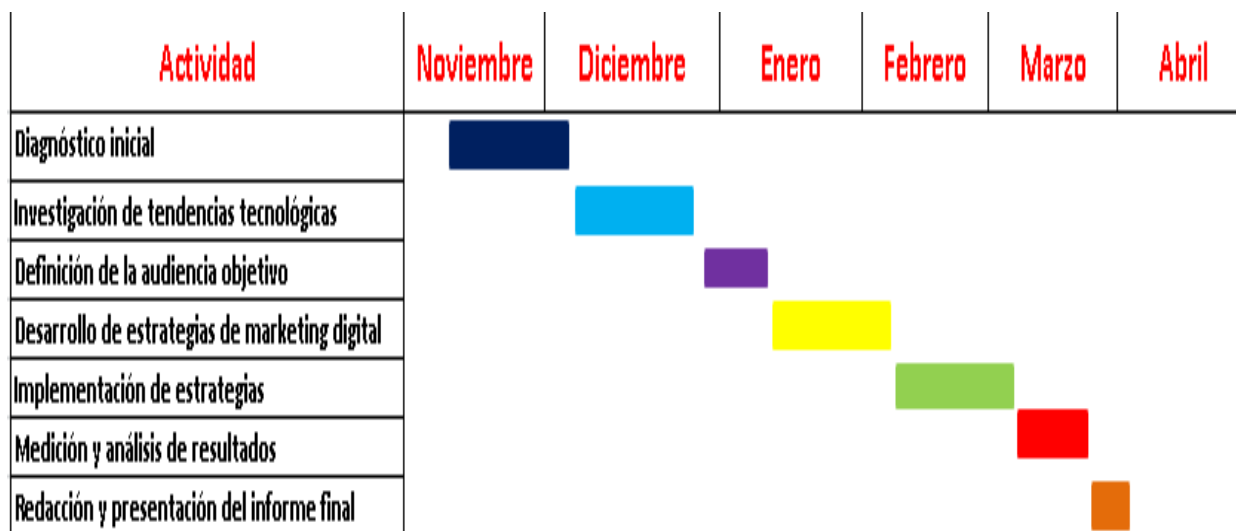 Actividad Noviembre Diciembre Enero Febrero Marzo Abril
Diagnóstico inicial
Investigación de tendencias tecnológicas
Definición de la audiencia objetivo
Desarrollo de estrategias de marketing digital
Implementación de estrategias
Medición y análisis de resultados
Redacción y presentación del informe final